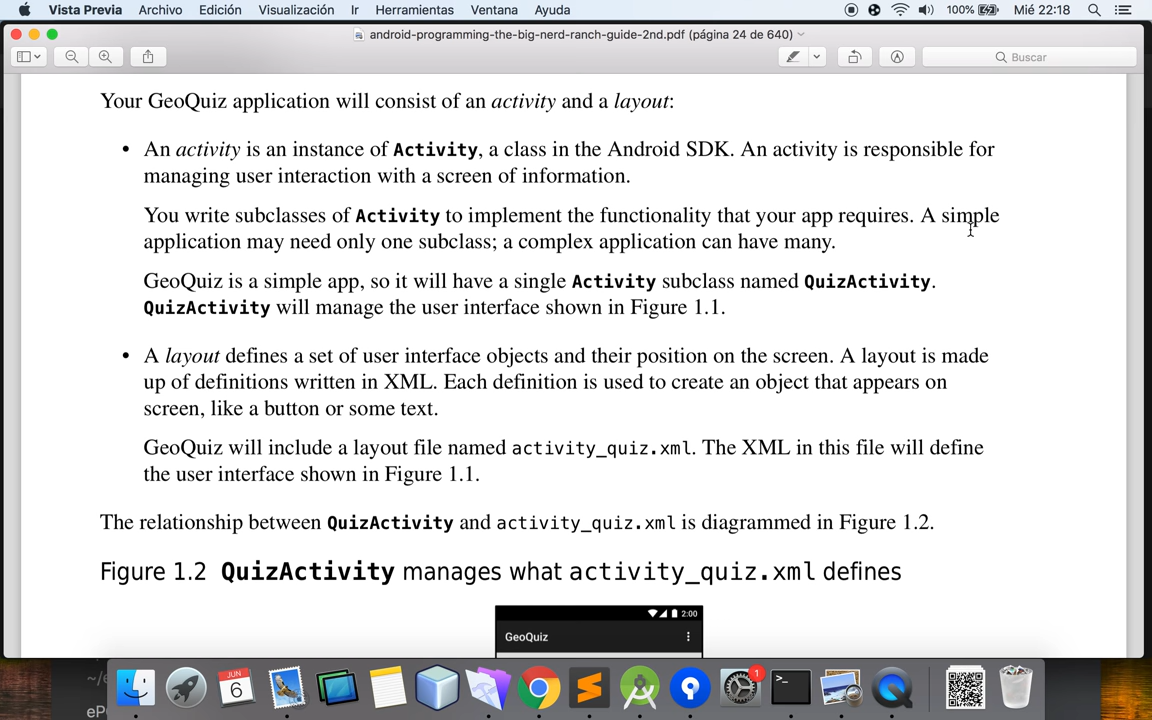 Vista Previa Archivo Edición Visualización Ir Herramientas Ventana Ayuda 100% Mié 22:18
android-programming-the-big-nerd-ranch-guide-2nd.pdf (página 24 de 640)
Buscar
Your GeoQuiz application will consist of an activity and a layout:
• An activity is an instance of Activity, a class in the Android SDK. An activity is responsible for
managing user interaction with a screen of information.
You write subclasses of Activity to implement the functionality that your app requires. A simple
application may need only one subclass; a complex application can have many.
GeoQuiz is a simple app, so it will have a single Activity subclass named QuizActivity.
QuizActivity will manage the user interface shown in Figure 1.1.
• A layout defines a set of user interface objects and their position on the screen. A layout is made
up of definitions written in XML. Each definition is used to create an object that appears on
screen, like a button or some text.
GeoQuiz will include a layout file named activity_quiz.xml. The XML in this file will define
the user interface shown in Figure 1.1.
The relationship between QuizActivity and activity_quiz.xml is diagrammed in Figure 1.2.
Figure 1.2 QuizActivity manages what activity_quiz.xml defines
2:00
GeoQuiz
JUN
6
1
>_
~/e
eP